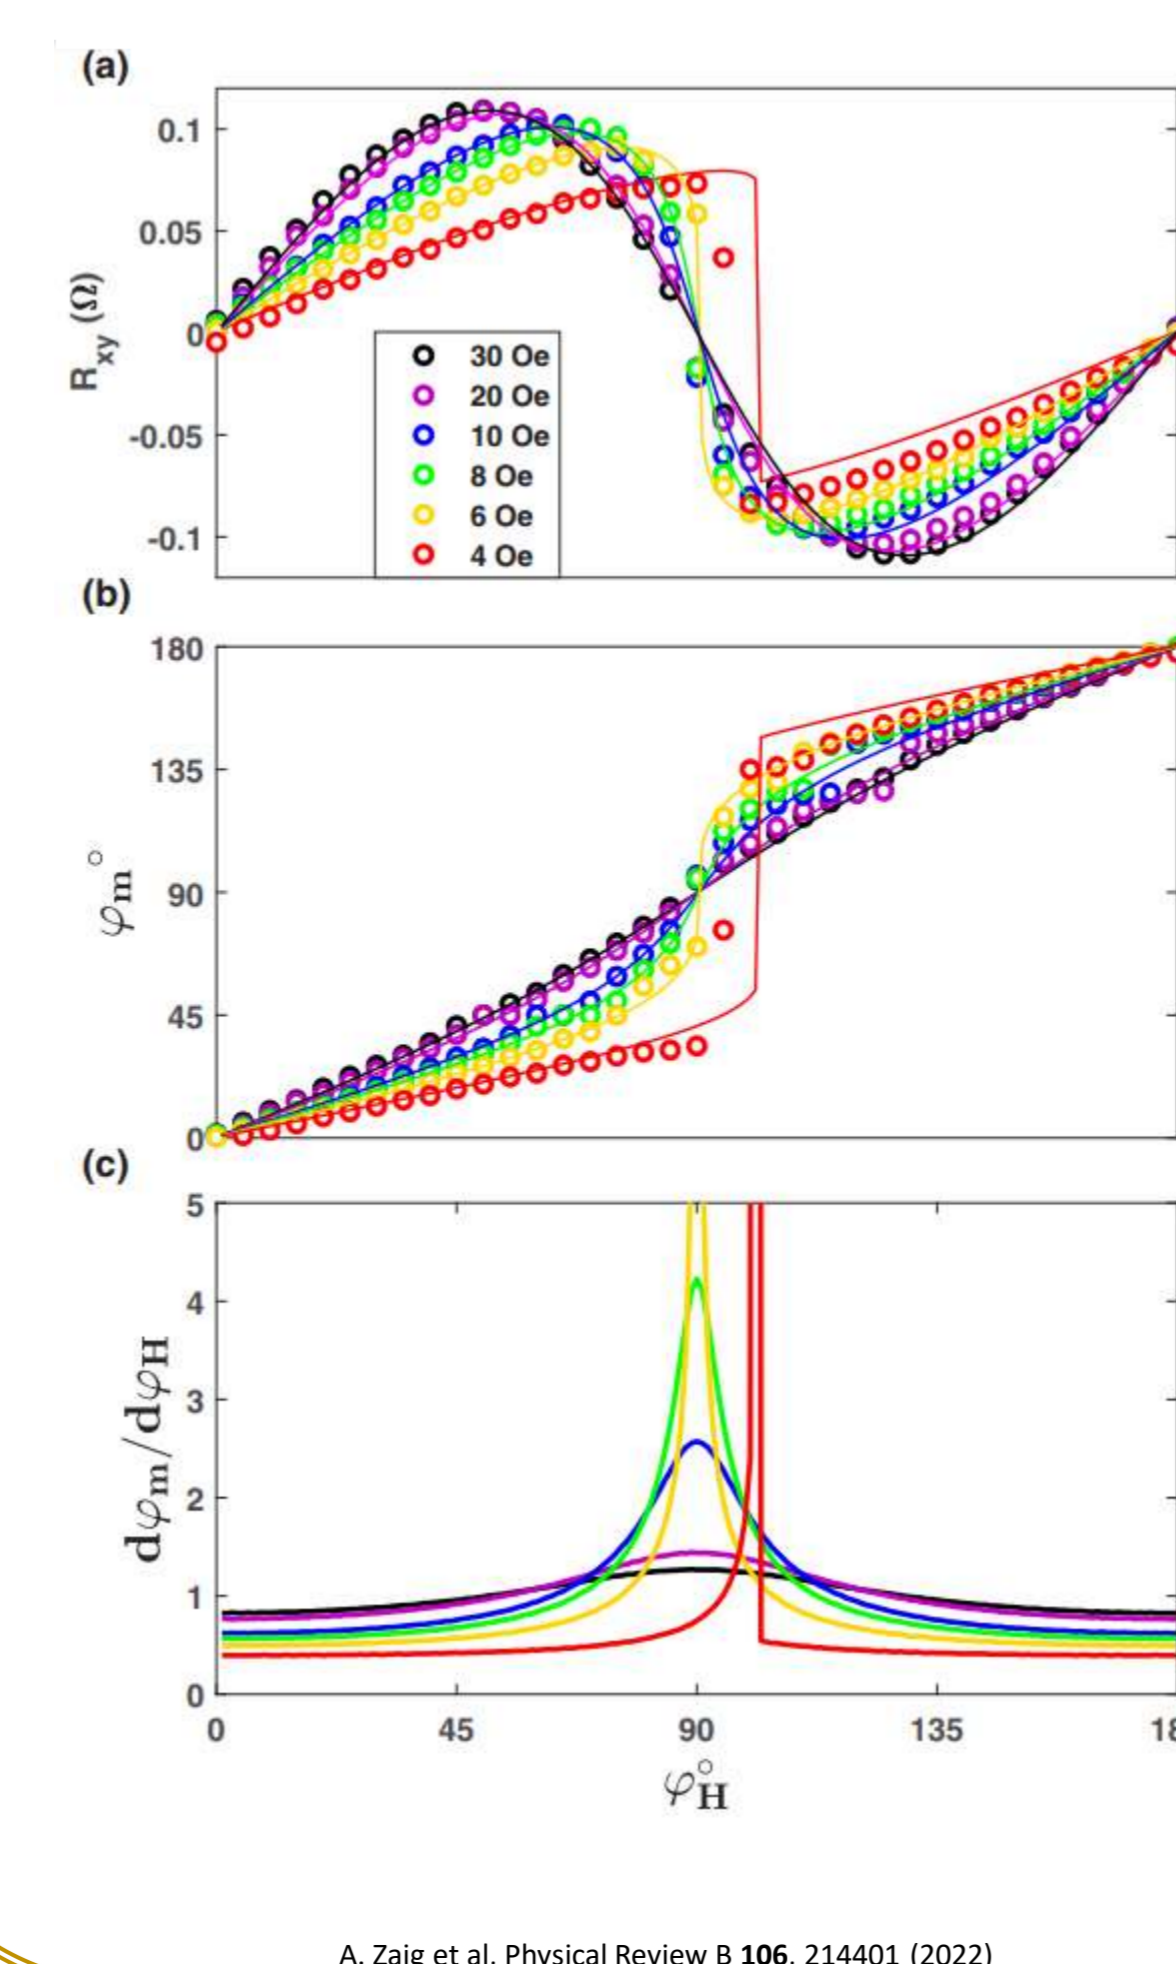 (a)
0.1
0.05
0
-0.05
-0.1
R_xy (Ω)
30 Oe
20 Oe
10 Oe
8 Oe
6 Oe
4 Oe
(b)
180
135
90
45
0
φ_m°
(c)
5
4
3
2
1
0
dφ_m/dφ_H
0 45 90 135 18
φ_H°
A. Zaig et al. Physical Review B 106, 214401 (2022)